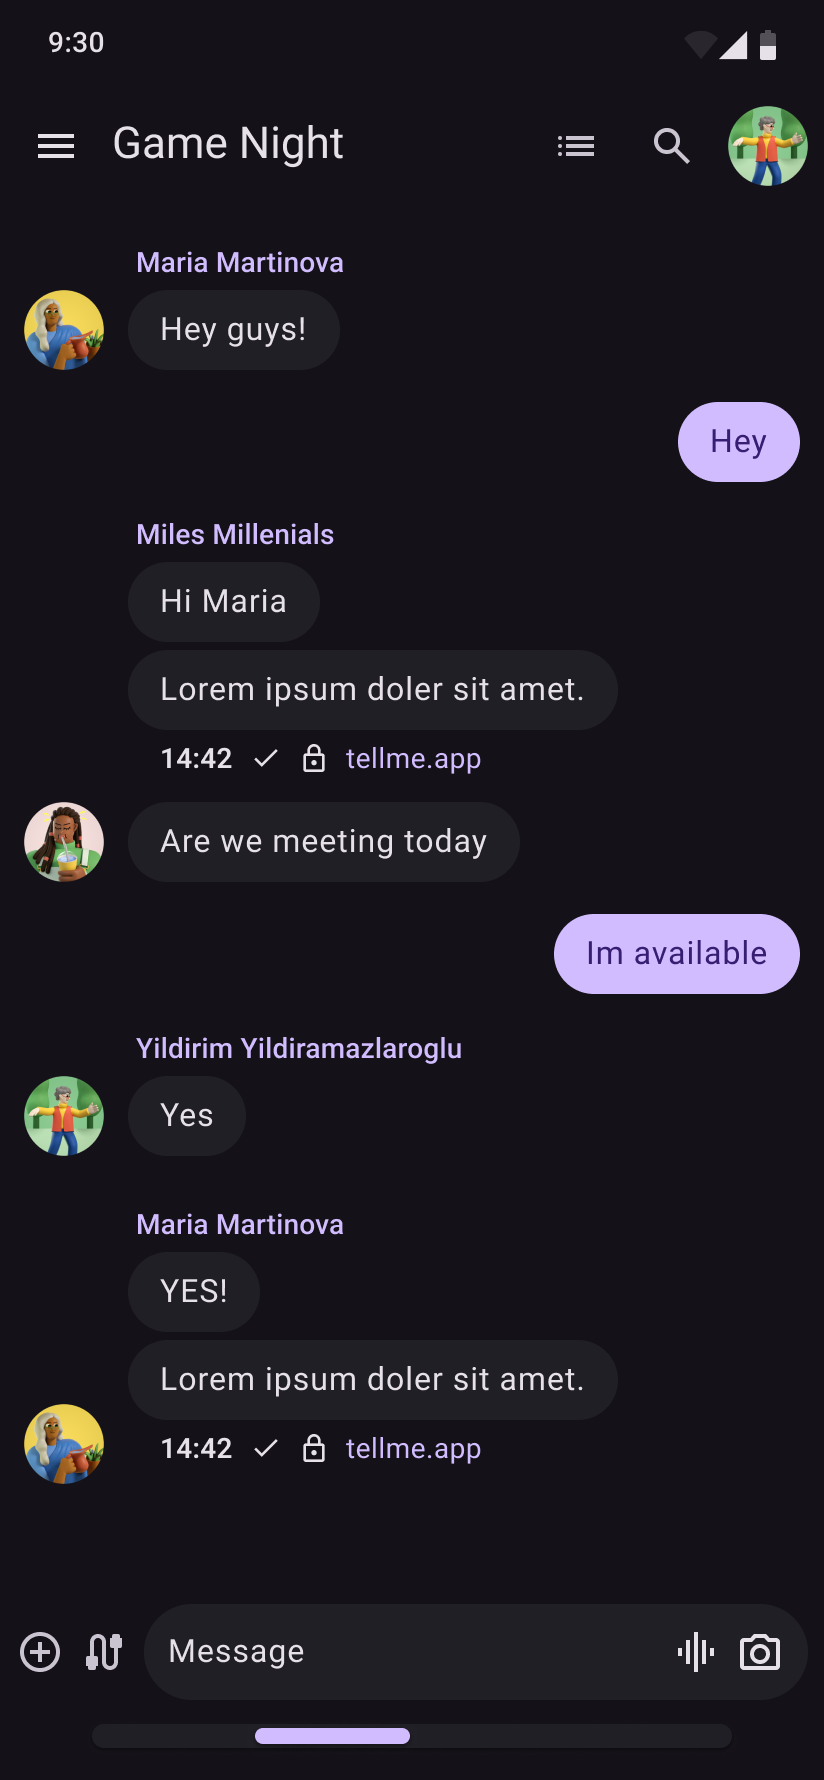 9:30
Game Night
Maria Martinova
Hey guys!
Hey
Miles Millenials
Hi Maria
Lorem ipsum doler sit amet.
14:42 tellme.app
Are we meeting today
Im available
Yildirim Yildiramazlaroglu
Yes
Maria Martinova
YES!
Lorem ipsum doler sit amet.
14:42 tellme.app
Message